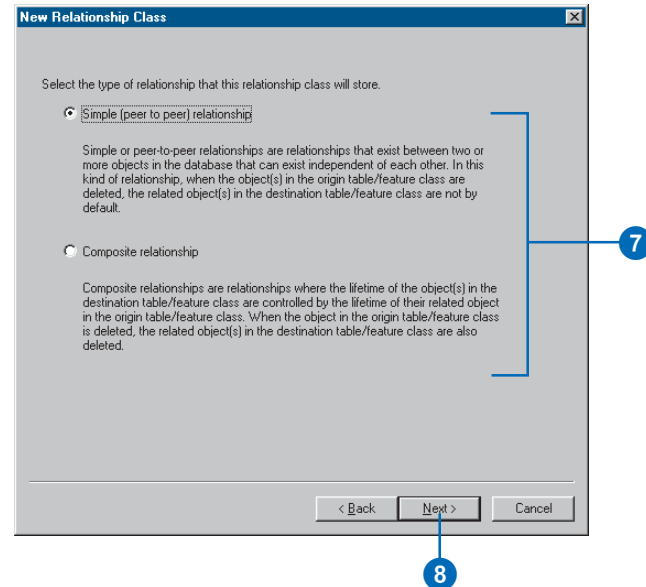 New Relationship Class
Select the type of relationship that this relationship class will store.
Simple (peer to peer) relationship
Simple or peer-to-peer relationships are relationships that exist between two or
more objects in the database that can exist independent of each other. In this
kind of relationship, when the object(s) in the origin table/feature class are
deleted, the related object(s) in the destination table/feature class are not by
default.
7
Composite relationship
Composite relationships are relationships where the lifetime of the object(s) in the
destination table/feature class are controlled by the lifetime of their related object
in the origin table/feature class. When the object in the origin table/feature class
is deleted, the related object(s) in the destination table/feature class are also
deleted.
< Back
Next >
Cancel
8